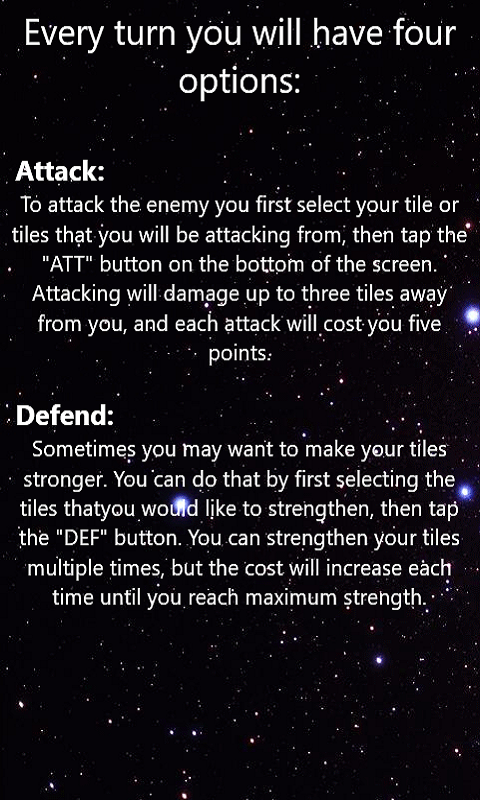 Every turn you will have four
options:
Attack:
To attack the enemy you first select your tile or
tiles that you will be attacking from, then tap the
"ATT" button on the bottom of the screen.
Attacking will damage up to three tiles away
from you, and each attack will cost you five
points.
Defend:
Sometimes you may want to make your tiles
stronger. You can do that by first selecting the
tiles thatyou would like to strengthen, then tap
the "DEF" button. You can strengthen your tiles
multiple times, but the cost will increase each
time until you reach maximum strength.